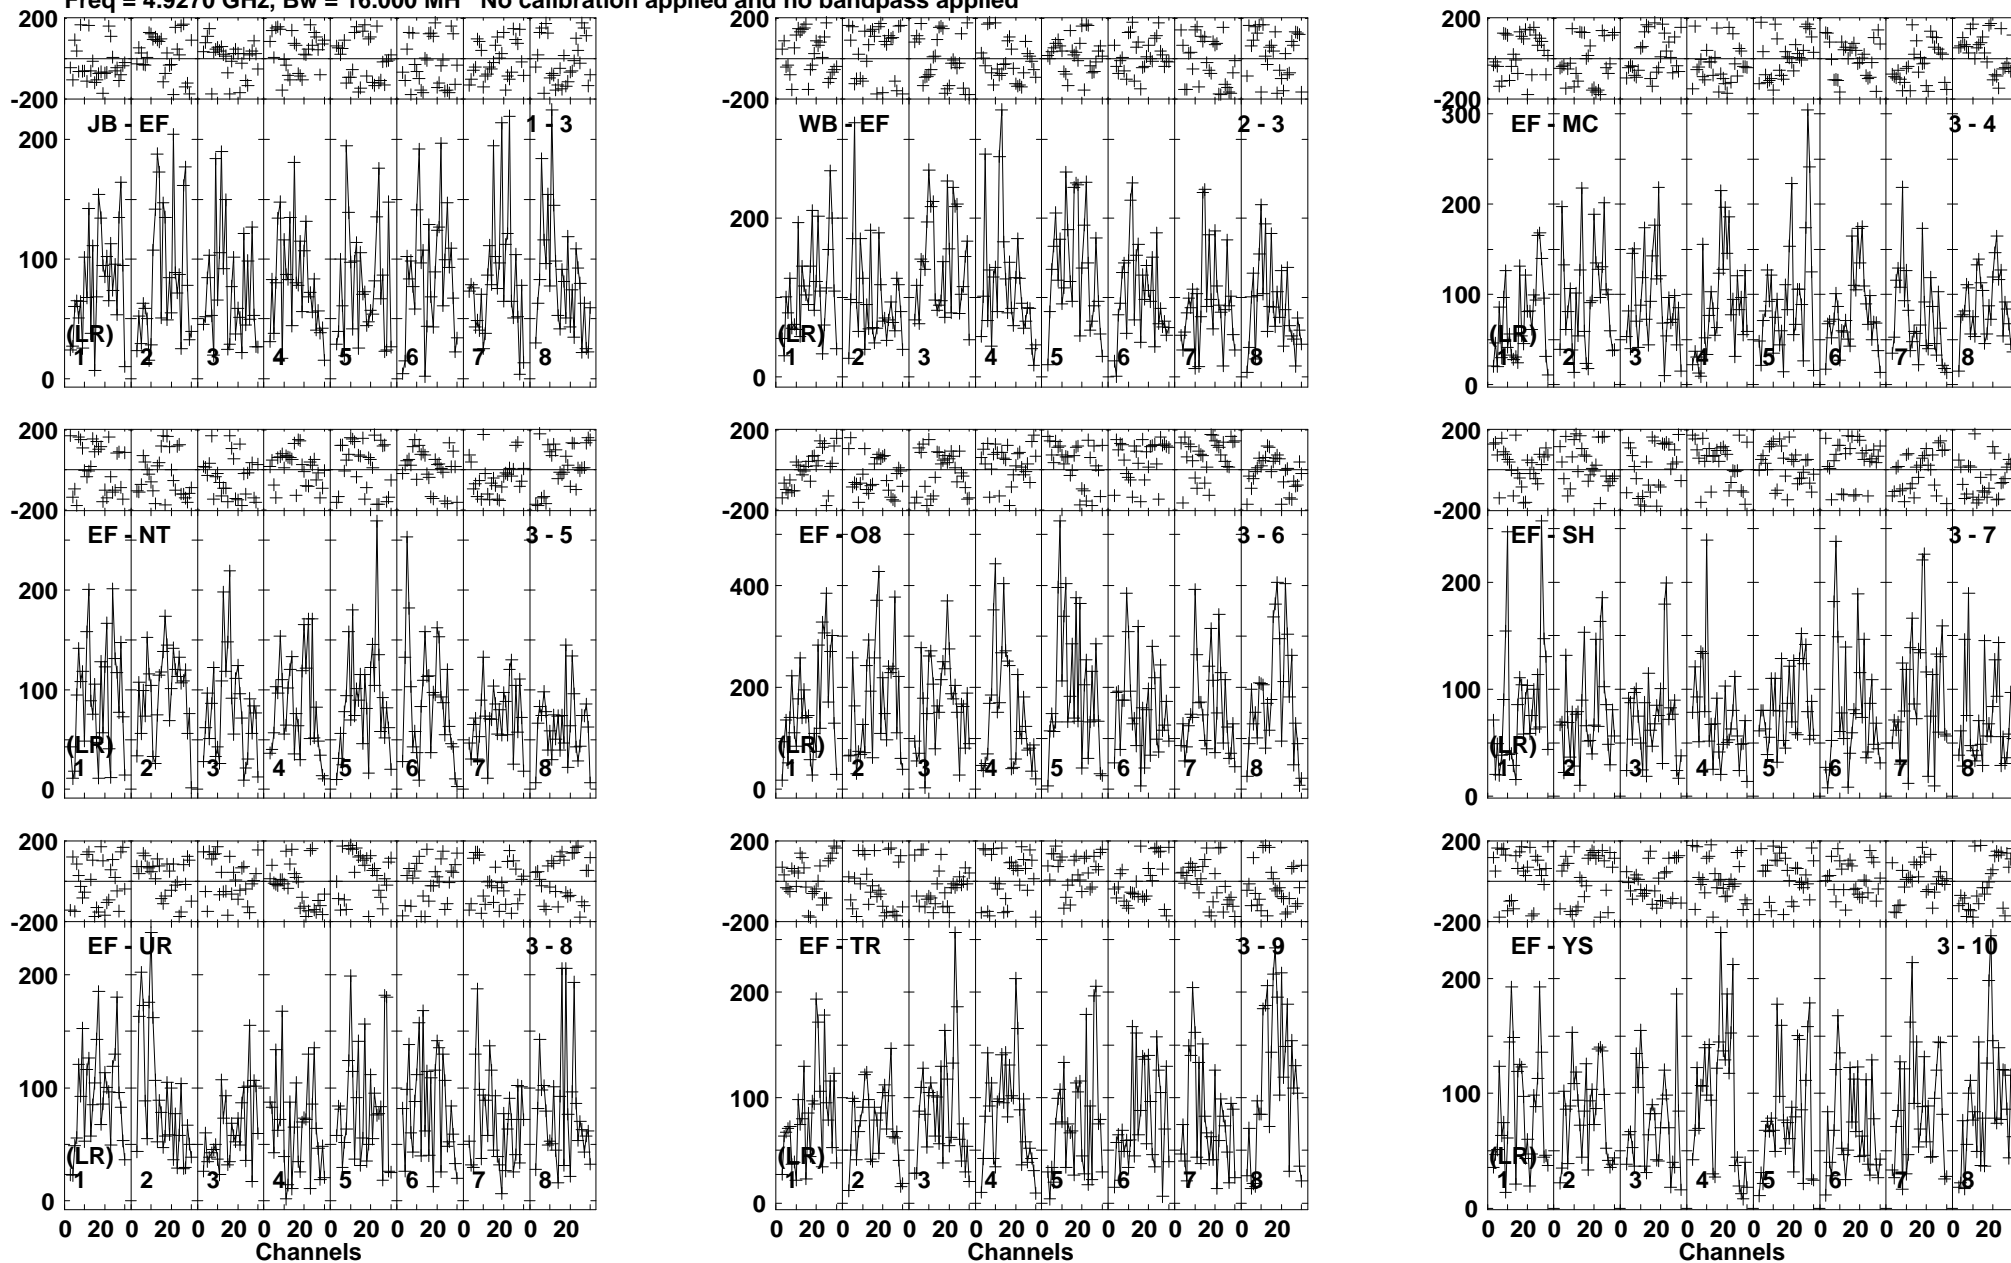 Freq = 4.9270 GHz, Bw = 16.000 MH No calibration applied and no bandpass applied
200 200 200
-200 -200 -200
JB - EF 1 - 3 WB - EF 2 - 3 EF - MC 3 - 4
300
200
200 200
100 100
(LR) (LR) (LR)
1 2 3 4 5 6 7 8 1 2 3 4 5 6 7 8 1 2 3 4 5 6 7 8
0 0 0
200 200 200
-200 -200 -200
EF - NT 3 - 5 EF - O8 3 - 6 EF - SH 3 - 7
200 400 200
100 200 100
(LR) (LR) (LR)
1 2 3 4 5 6 7 8 1 2 3 4 5 6 7 8 1 2 3 4 5 6 7 8
0 0 0
200 200 200
-200 -200 -200
EF - UR 3 - 8 EF - TR 3 - 9 EF - YS 3 - 10
200 200 200
100 100 100
(LR) (LR) (LR)
1 2 3 4 5 6 7 8 1 2 3 4 5 6 7 8 1 2 3 4 5 6 7 8
0 0 0
0 20 0 20 0 20 0 20 0 20 0 20 0 20 0 20 0 20 0 20 0 20 0 20 0 20 0 20 0 20 0 20 0 20 0 20 0 20 0 20 0 20 0 20 0 20 0 20
Channels Channels Channels